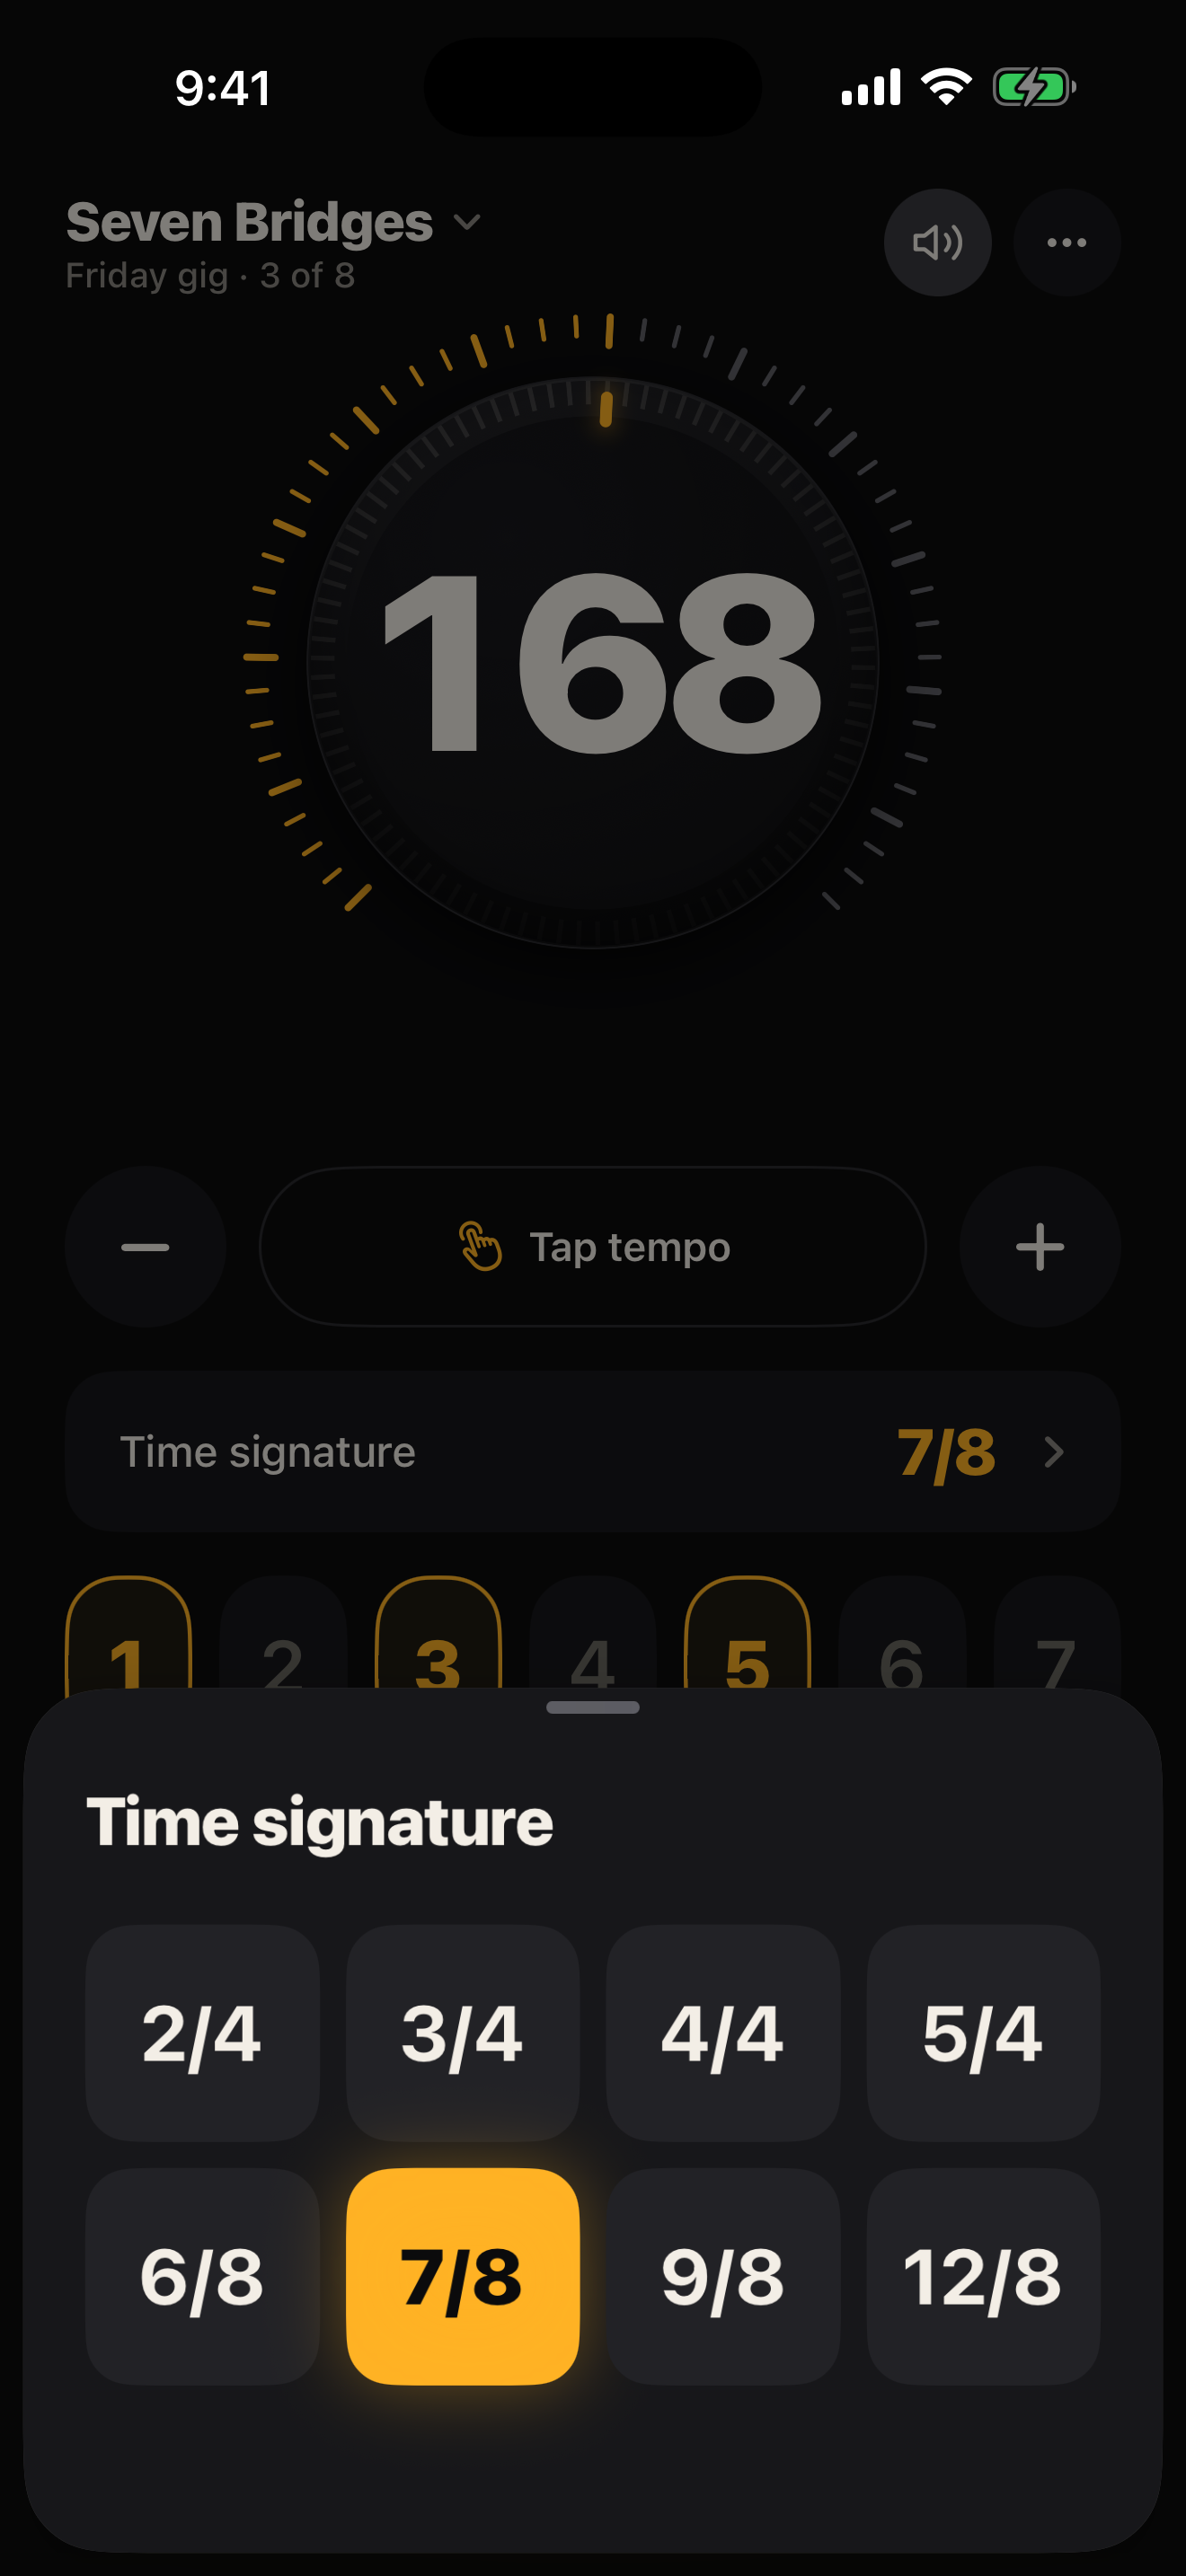 9:41
Seven Bridges
Friday gig · 3 of 8
168
Tap tempo
Time signature 7/8
1 2 3 4 5 6 7
Time signature
2/4 3/4 4/4 5/4
6/8 7/8 9/8 12/8